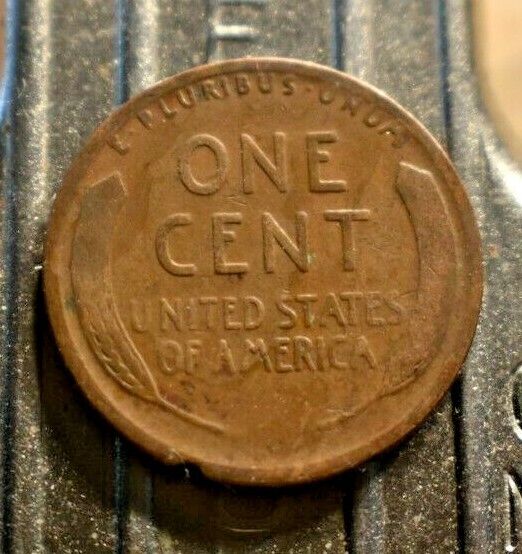 E·PLURIBUS·UNUM
ONE
CENT
UNITED STATES
OF AMERICA